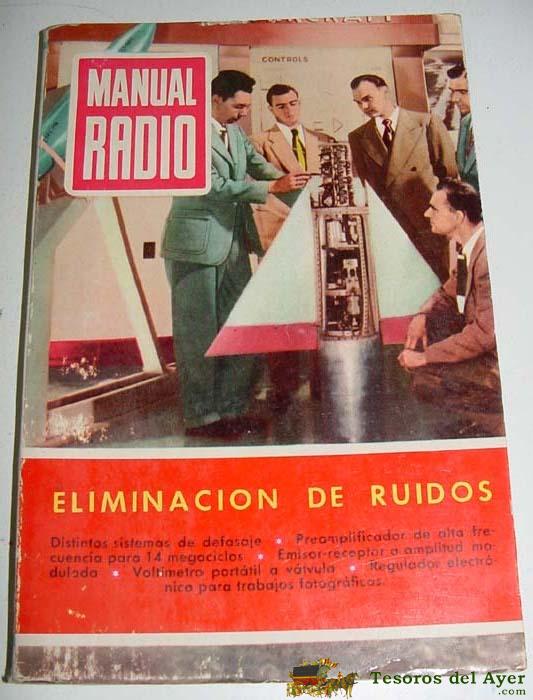 CONTROLS
MANUAL
RADIO
ELIMINACION DE RUIDOS
Distintos sistemas de defasaje * Preamplificador de alta fre-
cuencia para 14 megaciclos * Emisor-receptor a amplitud mo-
dulada * Voltímetro portátil a válvula * Regulador electró-
nico para trabajos fotográficos.
Tesoros del Ayer
.com